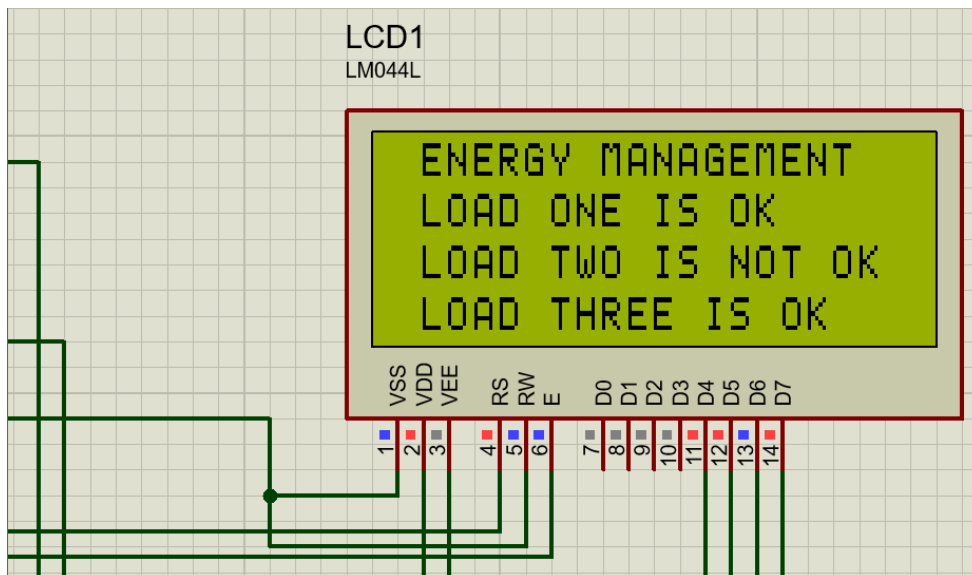 LCD1
LM044L
ENERGY MANAGEMENT
LOAD ONE IS OK
LOAD TWO IS NOT OK
LOAD THREE IS OK
VSS VDD VEE RS RW E D0 D1 D2 D3 D4 D5 D6 D7
1 2 3 4 5 6 7 8 9 10 11 12 13 14